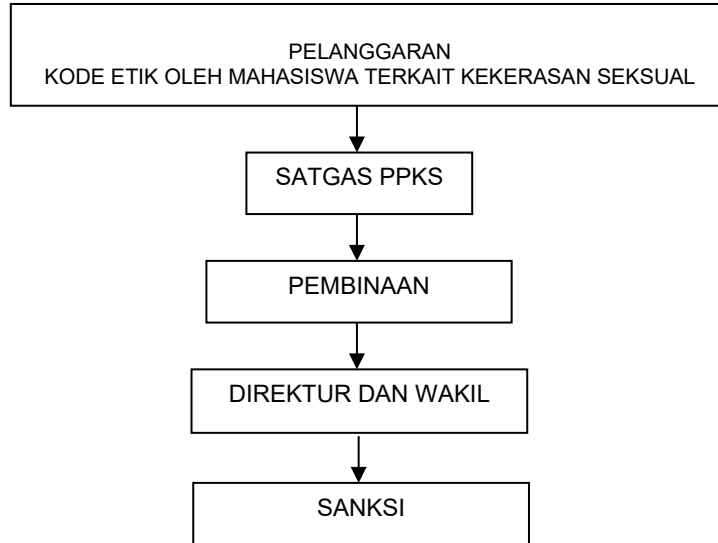 PELANGGARAN
KODE ETIK OLEH MAHASISWA TERKAIT KEKERASAN SEKSUAL
SATGAS PPKS
PEMBINAAN
DIREKTUR DAN WAKIL
SANKSI